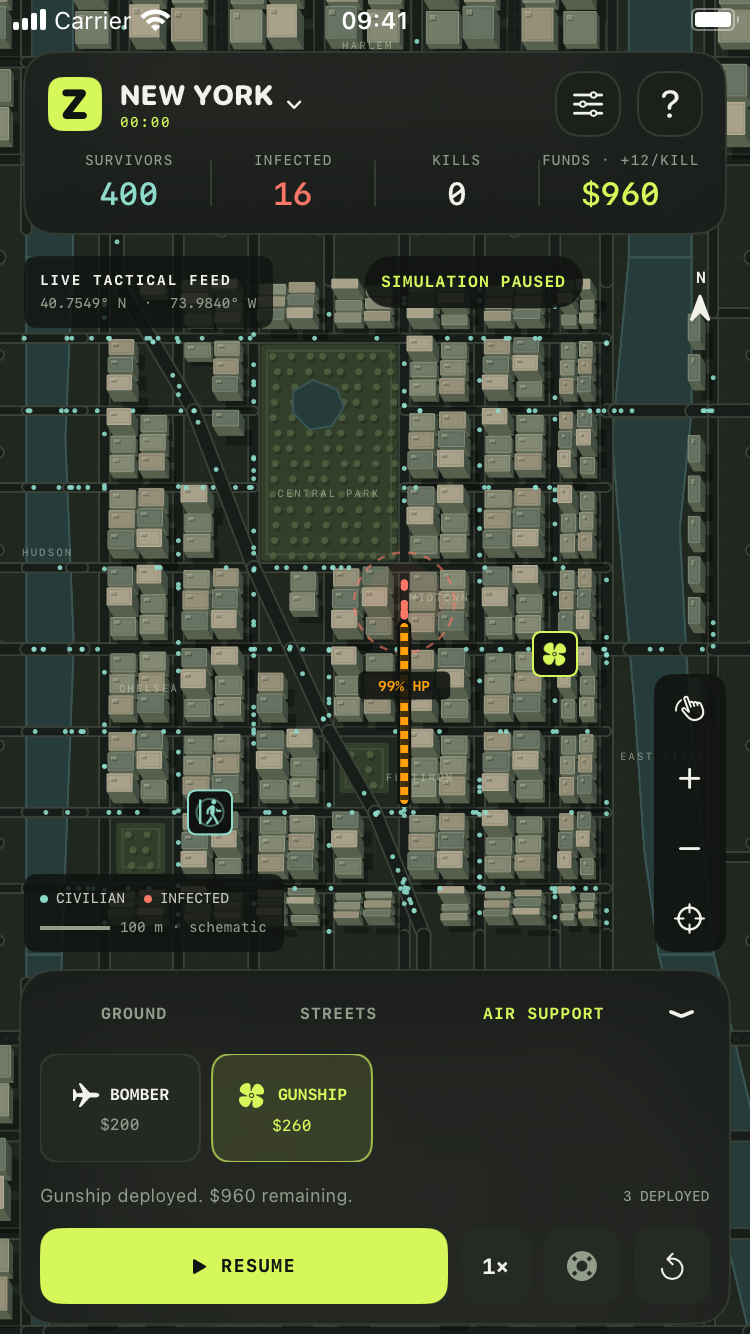 Carrier 09:41
HARLEM
Z NEW YORK
00:00
?
SURVIVORS INFECTED KILLS FUNDS · +12/KILL
400 16 0 $960
LIVE TACTICAL FEED
40.7549° N · 73.9840° W
SIMULATION PAUSED
N
CENTRAL PARK
HUDSON
MIDTOWN
99% HP
CHELSEA
EAST RIVER
FLATIRON
CIVILIAN INFECTED
100 m · schematic
GROUND STREETS AIR SUPPORT
BOMBER GUNSHIP
$200 $260
Gunship deployed. $960 remaining. 3 DEPLOYED
RESUME 1×